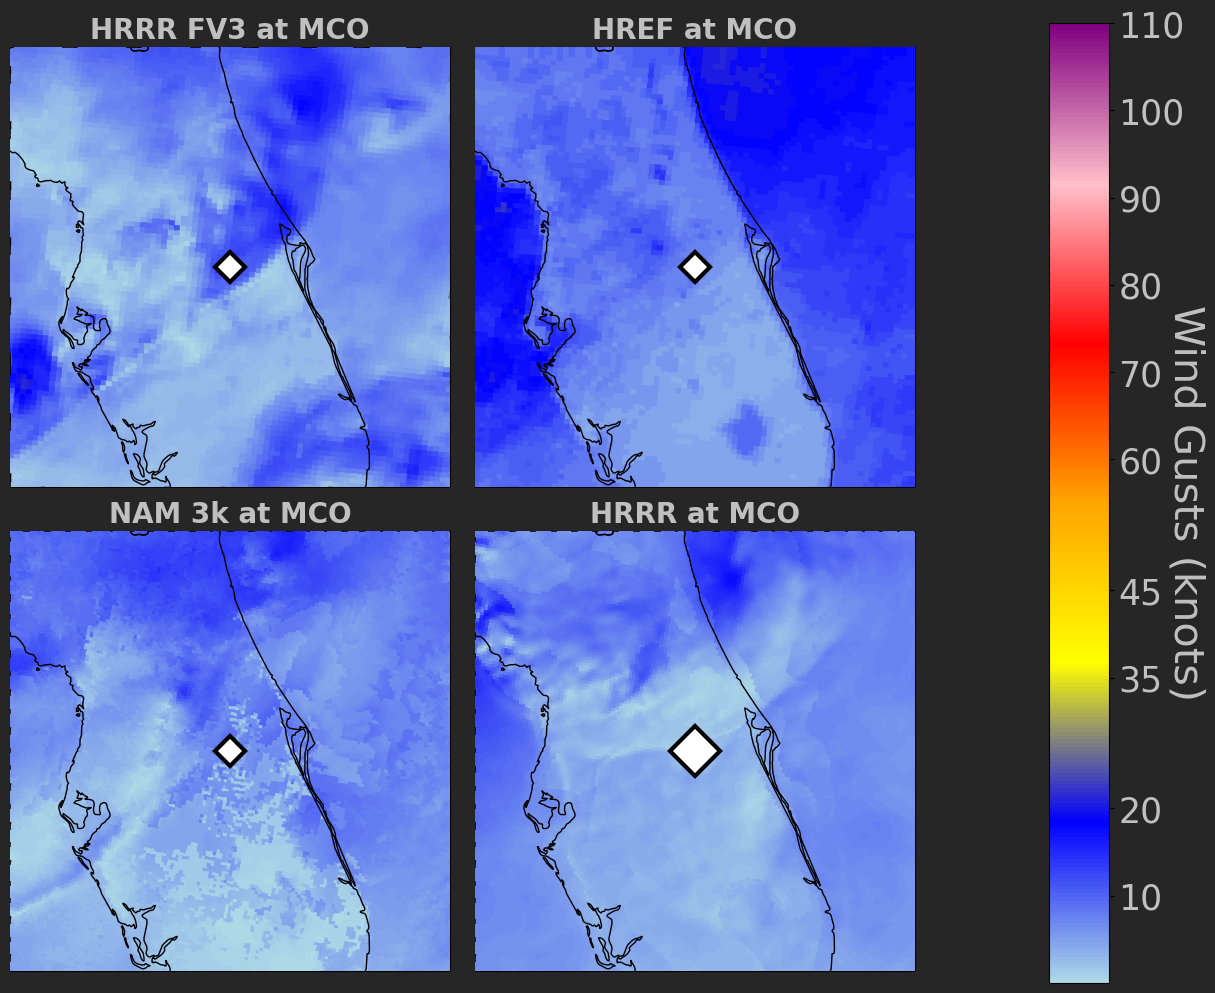 HRRR FV3 at MCO
HREF at MCO
NAM 3k at MCO
HRRR at MCO
110
100
90
80
70
60
45
35
20
10
Wind Gusts (knots)